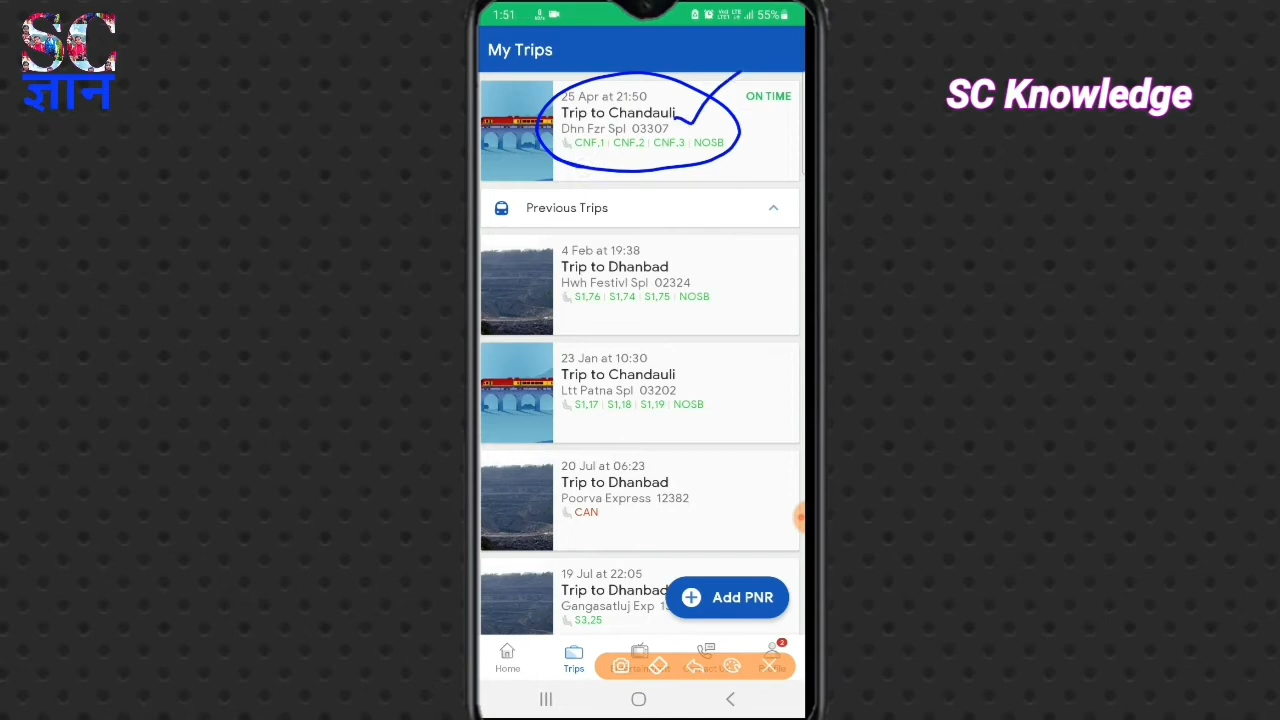 SC
ज्ञान
SC Knowledge
1:51
55%
My Trips
25 Apr at 21:50
ON TIME
Trip to Chandauli
Dhn Fzr Spl 03307
CNF,1 | CNF,2 | CNF,3 | NOSB
Previous Trips
4 Feb at 19:38
Trip to Dhanbad
Hwh Festivl Spl 02324
S1,76 | S1,74 | S1,75 | NOSB
23 Jan at 10:30
Trip to Chandauli
Ltt Patna Spl 03202
S1,17 | S1,18 | S1,19 | NOSB
20 Jul at 06:23
Trip to Dhanbad
Poorva Express 12382
CAN
19 Jul at 22:05
Trip to Dhanbad
Gangasatluj Exp
S3,25
Add PNR
2
Home
Trips